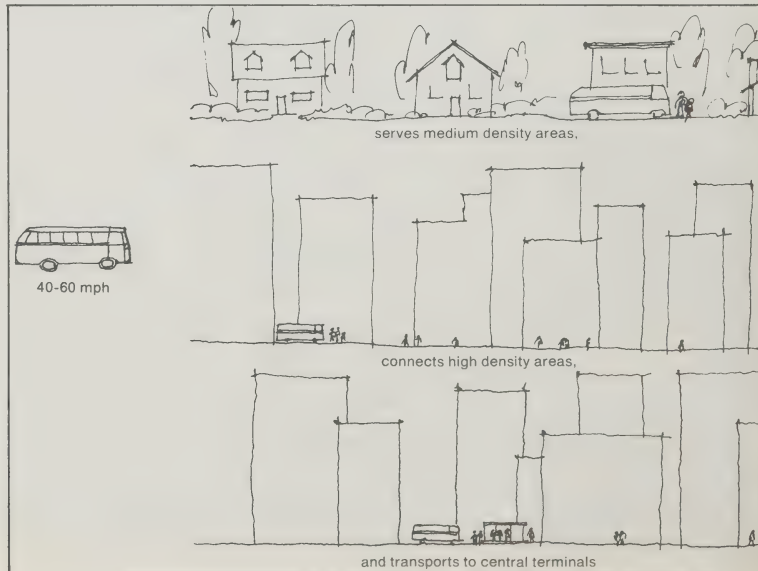 serves medium density areas,
40-60 mph
connects high density areas,
and transports to central terminals